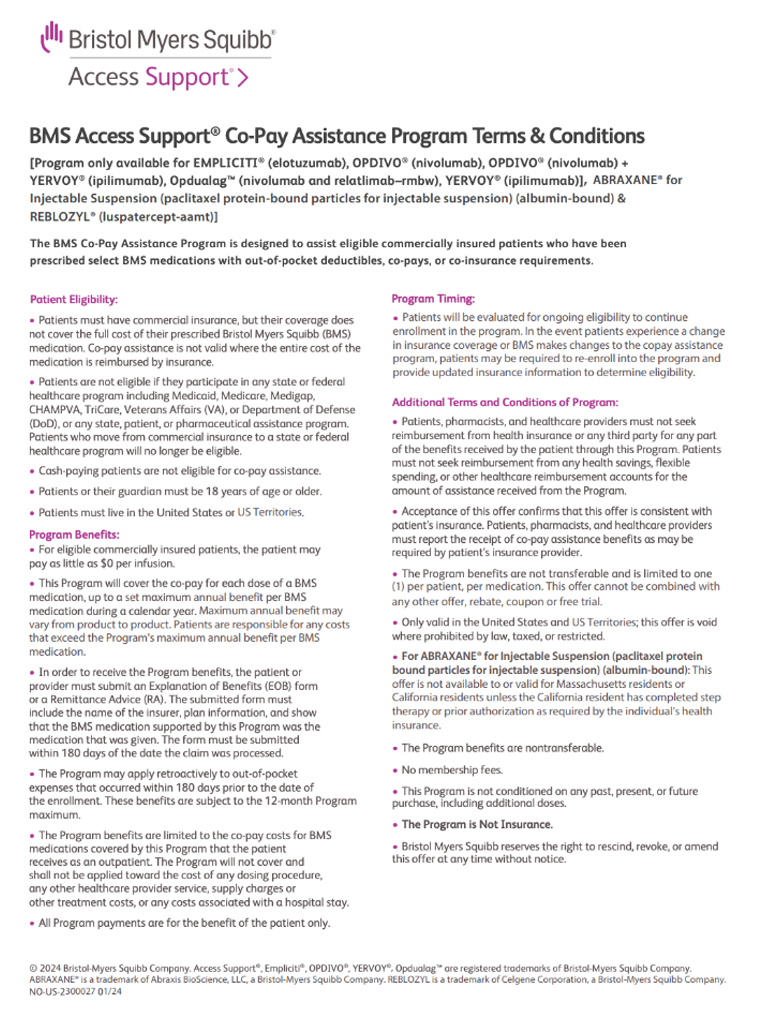 Bristol Myers Squibb®
Access Support®
BMS Access Support® Co-Pay Assistance Program Terms & Conditions
[Program only available for EMPLICITI® (elotuzumab), OPDIVO® (nivolumab), OPDIVO® (nivolumab) +
YERVOY® (ipilimumab), Opdualag™ (nivolumab and relatlimab–rmbw), YERVOY® (ipilimumab)], ABRAXANE® for
Injectable Suspension (paclitaxel protein-bound particles for injectable suspension) (albumin-bound) &
REBLOZYL® (luspatercept-aamt)]
The BMS Co-Pay Assistance Program is designed to assist eligible commercially insured patients who have been
prescribed select BMS medications with out-of-pocket deductibles, co-pays, or co-insurance requirements.
Patient Eligibility:
• Patients must have commercial insurance, but their coverage does
not cover the full cost of their prescribed Bristol Myers Squibb (BMS)
medication. Co-pay assistance is not valid where the entire cost of the
medication is reimbursed by insurance.
• Patients are not eligible if they participate in any state or federal
healthcare program including Medicaid, Medicare, Medigap,
CHAMPVA, TriCare, Veterans Affairs (VA), or Department of Defense
(DoD), or any state, patient, or pharmaceutical assistance program.
Patients who move from commercial insurance to a state or federal
healthcare program will no longer be eligible.
• Cash-paying patients are not eligible for co-pay assistance.
• Patients or their guardian must be 18 years of age or older.
• Patients must live in the United States or US Territories.
Program Benefits:
• For eligible commercially insured patients, the patient may
pay as little as $0 per infusion.
• This Program will cover the co-pay for each dose of a BMS
medication, up to a set maximum annual benefit per BMS
medication during a calendar year. Maximum annual benefit may
vary from product to product. Patients are responsible for any costs
that exceed the Program's maximum annual benefit per BMS
medication.
• In order to receive the Program benefits, the patient or
provider must submit an Explanation of Benefits (EOB) form
or a Remittance Advice (RA). The submitted form must
include the name of the insurer, plan information, and show
that the BMS medication supported by this Program was the
medication that was given. The form must be submitted
within 180 days of the date the claim was processed.
• The Program may apply retroactively to out-of-pocket
expenses that occurred within 180 days prior to the date of
the enrollment. These benefits are subject to the 12-month Program
maximum.
• The Program benefits are limited to the co-pay costs for BMS
medications covered by this Program that the patient
receives as an outpatient. The Program will not cover and
shall not be applied toward the cost of any dosing procedure,
any other healthcare provider service, supply charges or
other treatment costs, or any costs associated with a hospital stay.
• All Program payments are for the benefit of the patient only.
Program Timing:
• Patients will be evaluated for ongoing eligibility to continue
enrollment in the program. In the event patients experience a change
in insurance coverage or BMS makes changes to the copay assistance
program, patients may be required to re-enroll into the program and
provide updated insurance information to determine eligibility.
Additional Terms and Conditions of Program:
• Patients, pharmacists, and healthcare providers must not seek
reimbursement from health insurance or any third party for any part
of the benefits received by the patient through this Program. Patients
must not seek reimbursement from any health savings, flexible
spending, or other healthcare reimbursement accounts for the
amount of assistance received from the Program.
• Acceptance of this offer confirms that this offer is consistent with
patient's insurance. Patients, pharmacists, and healthcare providers
must report the receipt of co-pay assistance benefits as may be
required by patient's insurance provider.
• The Program benefits are not transferable and is limited to one
(1) per patient, per medication. This offer cannot be combined with
any other offer, rebate, coupon or free trial.
• Only valid in the United States and US Territories; this offer is void
where prohibited by law, taxed, or restricted.
• For ABRAXANE® for Injectable Suspension (paclitaxel protein
bound particles for injectable suspension) (albumin-bound): This
offer is not available to or valid for Massachusetts residents or
California residents unless the California resident has completed step
therapy or prior authorization as required by the individual's health
insurance.
• The Program benefits are nontransferable.
• No membership fees.
• This Program is not conditioned on any past, present, or future
purchase, including additional doses.
• The Program is Not Insurance.
• Bristol Myers Squibb reserves the right to rescind, revoke, or amend
this offer at any time without notice.
© 2024 Bristol-Myers Squibb Company. Access Support®, Empliciti®, OPDIVO®, YERVOY®, Opdualag™ are registered trademarks of Bristol-Myers Squibb Company.
ABRAXANE® is a trademark of Abraxis BioScience, LLC, a Bristol-Myers Squibb Company. REBLOZYL is a trademark of Celgene Corporation, a Bristol-Myers Squibb Company.
NO-US-2300027 01/24